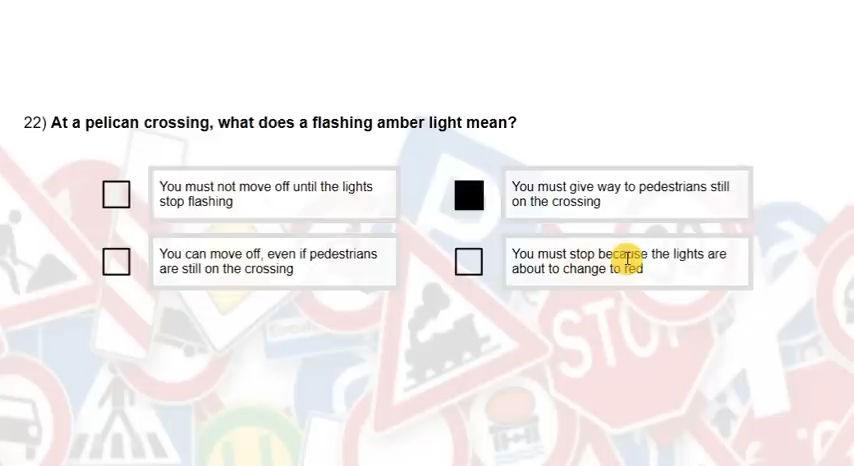 22) At a pelican crossing, what does a flashing amber light mean?
You must not move off until the lights
stop flashing
You must give way to pedestrians still
on the crossing
You can move off, even if pedestrians
are still on the crossing
You must stop because the lights are
about to change to red
STOP